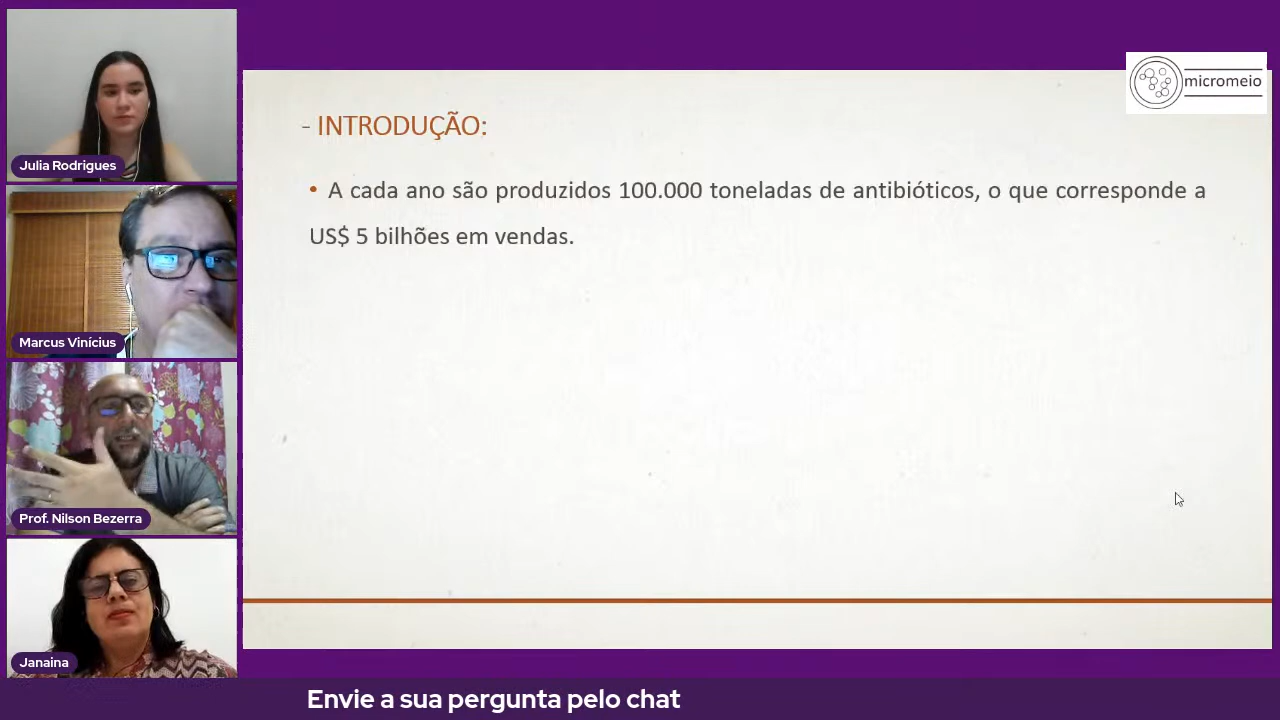 Julia Rodrigues
Marcus Vinícius
Prof. Nilson Bezerra
Janaina
micromeio
- INTRODUÇÃO:
• A cada ano são produzidos 100.000 toneladas de antibióticos, o que corresponde a
US$ 5 bilhões em vendas.
Envie a sua pergunta pelo chat